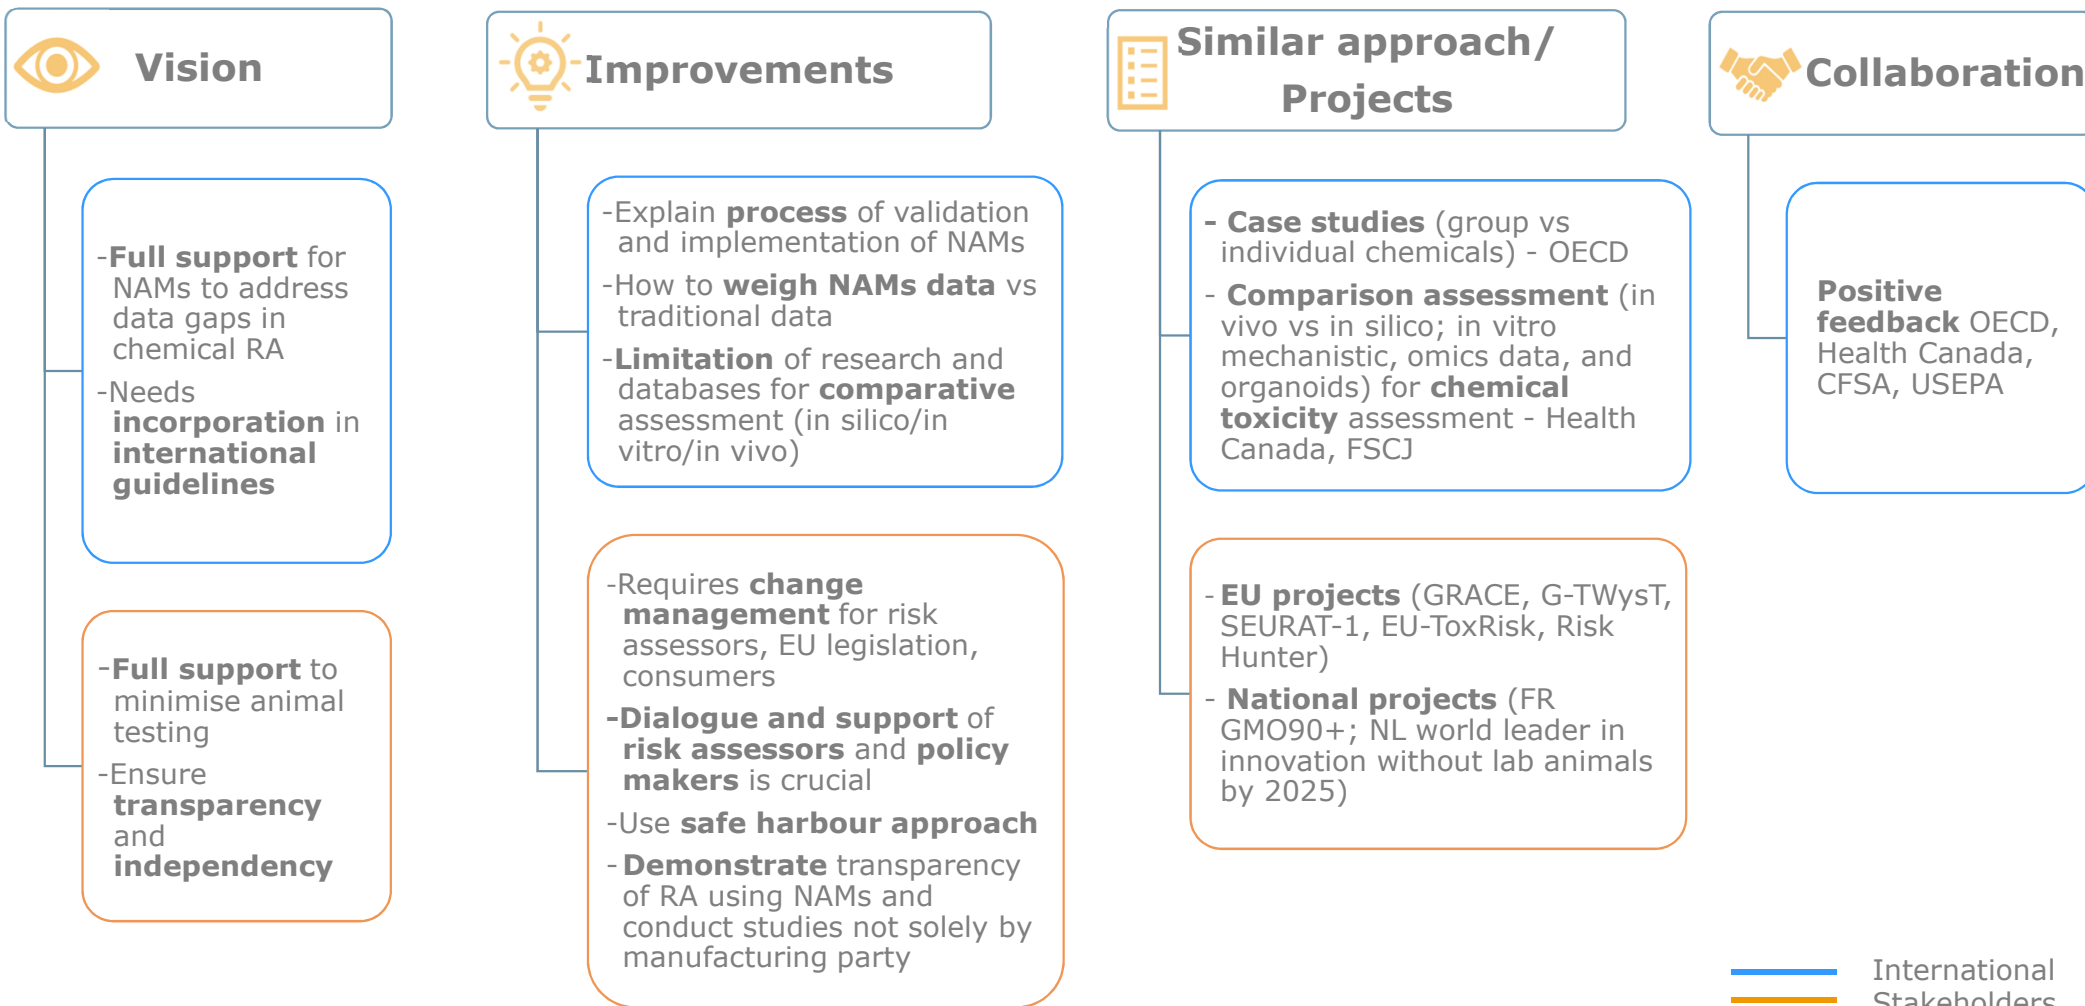 Vision
-Full support for
NAMs to address
data gaps in
chemical RA
-Needs
incorporation in
international
guidelines
-Full support to
minimise animal
testing
-Ensure
transparency
and
independency
Improvements
-Explain process of validation
and implementation of NAMs
-How to weigh NAMs data vs
traditional data
-Limitation of research and
databases for comparative
assessment (in silico/in
vitro/in vivo)
-Requires change
management for risk
assessors, EU legislation,
consumers
-Dialogue and support of
risk assessors and policy
makers is crucial
-Use safe harbour approach
-Demonstrate transparency
of RA using NAMs and
conduct studies not solely by
manufacturing party
Similar approach/
Projects
- Case studies (group vs
individual chemicals) - OECD
- Comparison assessment (in
vivo vs in silico; in vitro
mechanistic, omics data, and
organoids) for chemical
toxicity assessment - Health
Canada, FSCJ
- EU projects (GRACE, G-TWysT,
SEURAT-1, EU-ToxRisk, Risk
Hunter)
- National projects (FR
GMO90+; NL world leader in
innovation without lab animals
by 2025)
Collaboration
Positive
feedback OECD,
Health Canada,
CFSA, USEPA
International
Stakeholders